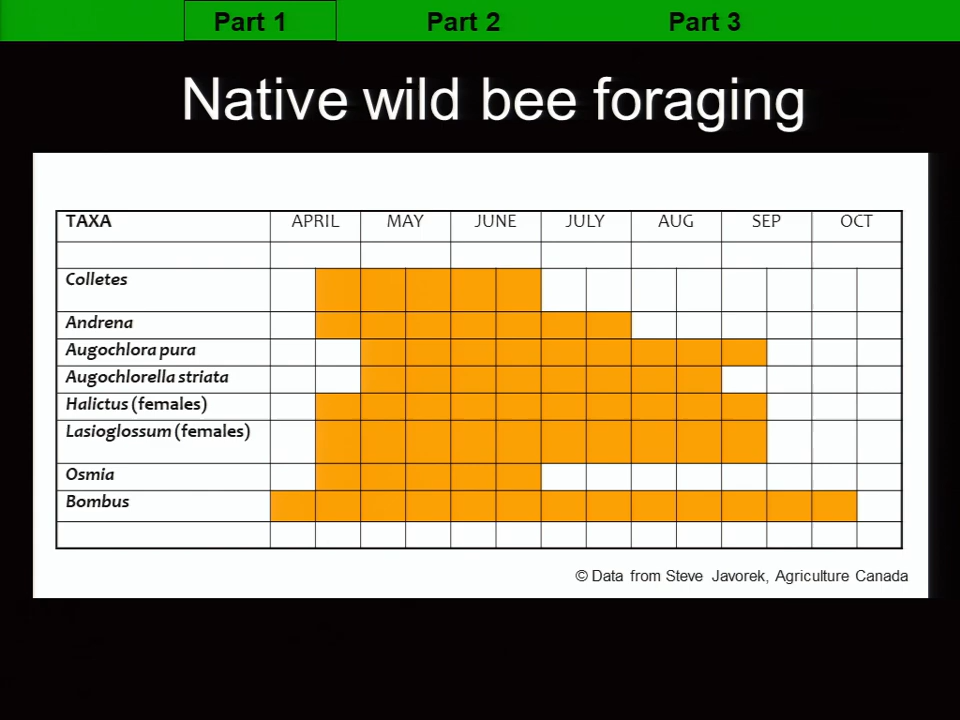 Part 1 Part 2 Part 3
Native wild bee foraging
TAXA APRIL MAY JUNE JULY AUG SEP OCT
Colletes
Andrena
Augochlora pura
Augochlorella striata
Halictus (females)
Lasioglossum (females)
Osmia
Bombus
© Data from Steve Javorek, Agriculture Canada